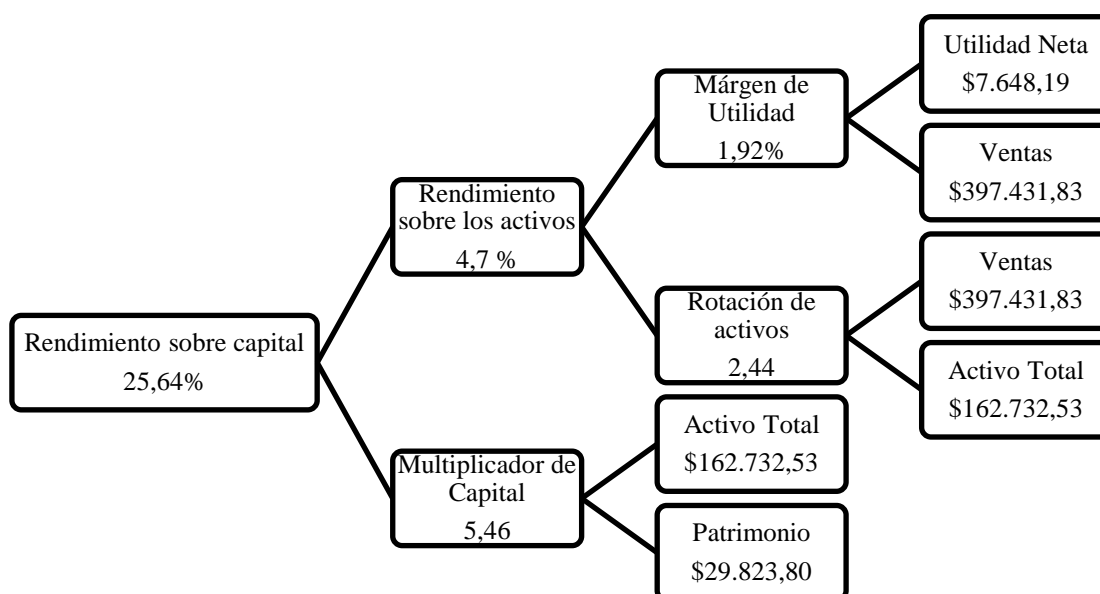 Utilidad Neta
$7.648,19
Márgen de
Utilidad
1,92%
Ventas
$397.431,83
Rendimiento
sobre los activos
4,7 %
Ventas
$397.431,83
Rotación de
activos
2,44
Rendimiento sobre capital
25,64%
Activo Total
$162.732,53
Activo Total
$162.732,53
Multiplicador de
Capital
5,46
Patrimonio
$29.823,80